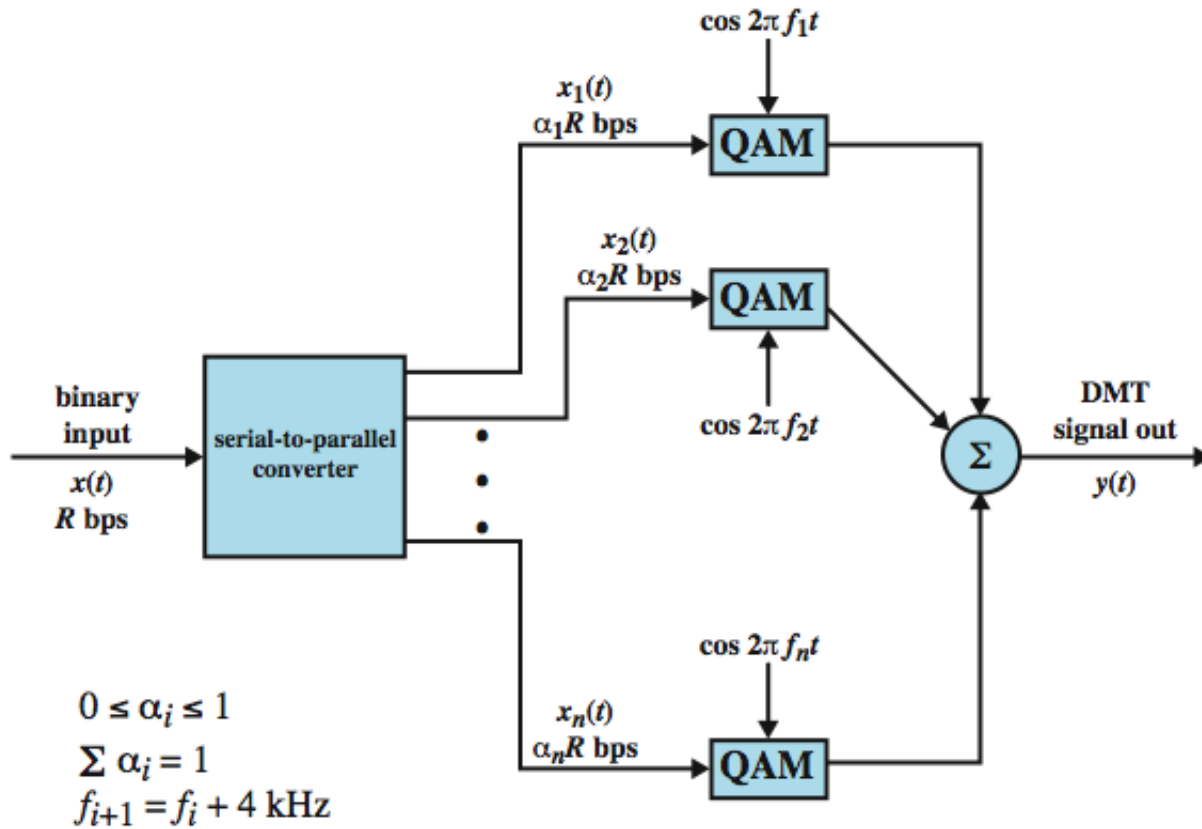 cos 2π f₁t
x₁(t)
α₁R bps
QAM
x₂(t)
α₂R bps
QAM
cos 2π f₂t
binary
input
x(t)
R bps
serial-to-parallel
converter
•
•
•
Σ
DMT
signal out
y(t)
cos 2π fₙt
xₙ(t)
αₙR bps
QAM
0 ≤ αᵢ ≤ 1
Σ αᵢ = 1
fᵢ₊₁ = fᵢ + 4 kHz